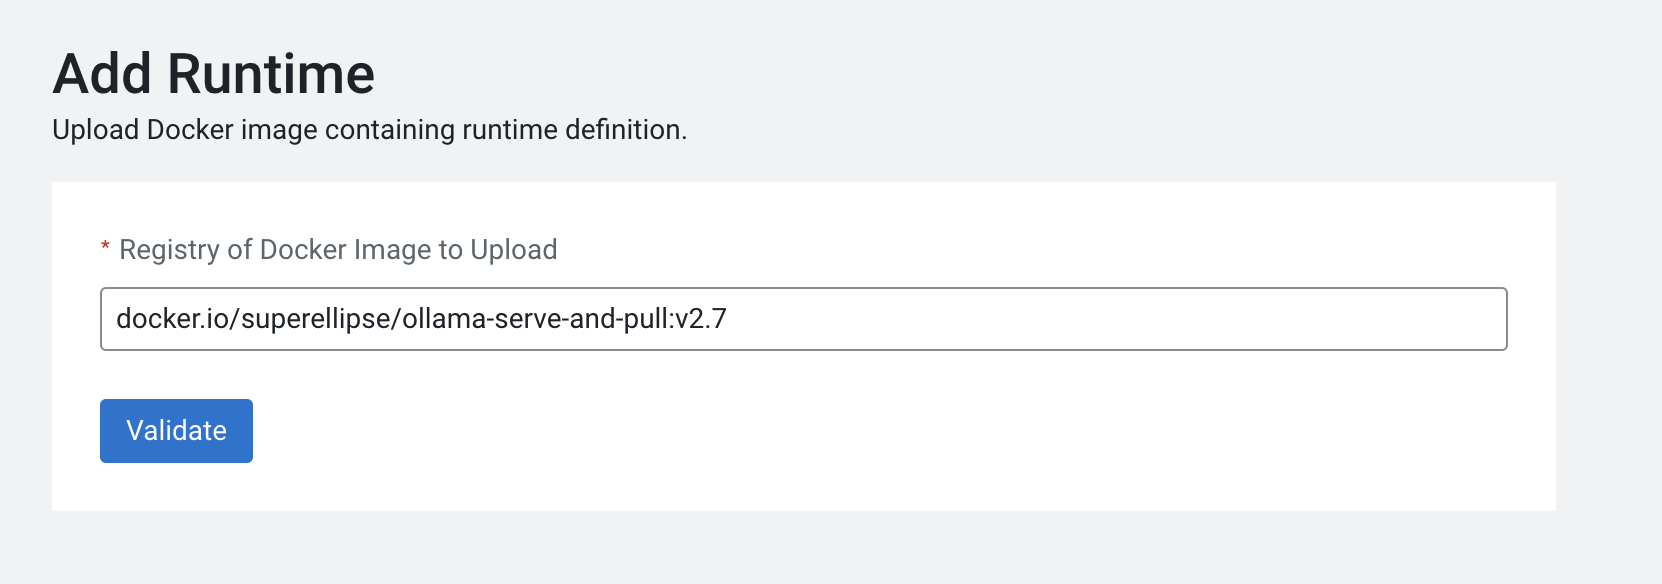 Add Runtime
Upload Docker image containing runtime definition.
* Registry of Docker Image to Upload
docker.io/superellipse/ollama-serve-and-pull:v2.7
Validate